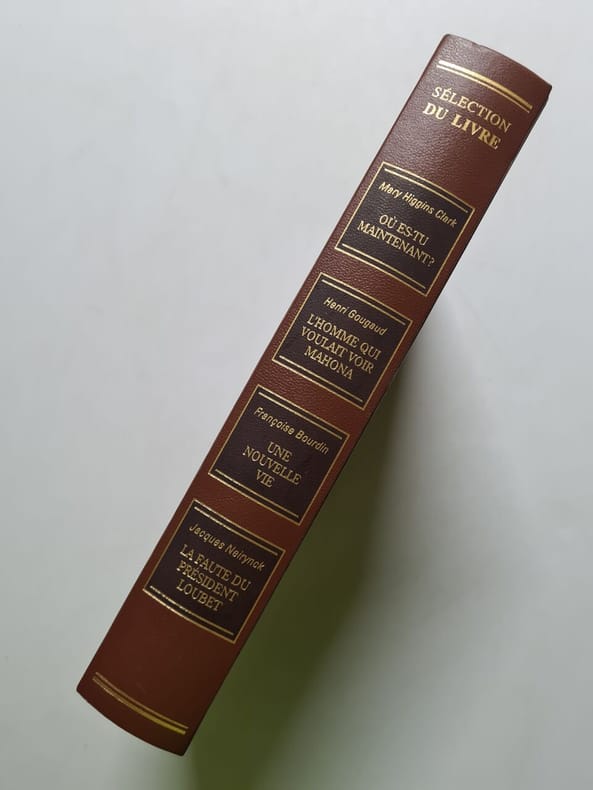 SÉLECTION
DU LIVRE
Mary Higgins Clark
OÙ ES-TU
MAINTENANT?
Henri Gougaud
L'HOMME QUI
VOULAIT VOIR
MAHONA
Françoise Bourdin
UNE
NOUVELLE
VIE
Jacques Neirynck
LA FAUTE DU
PRÉSIDENT
LOUBET